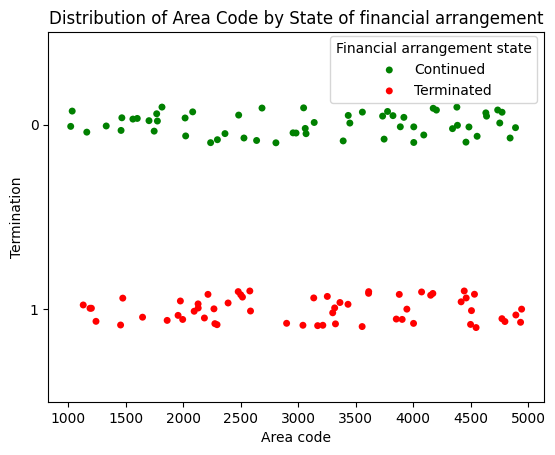 Distribution of Area Code by State of financial arrangement
Financial arrangement state
Continued
Terminated
0
1
Termination
1000 1500 2000 2500 3000 3500 4000 4500 5000
Area code